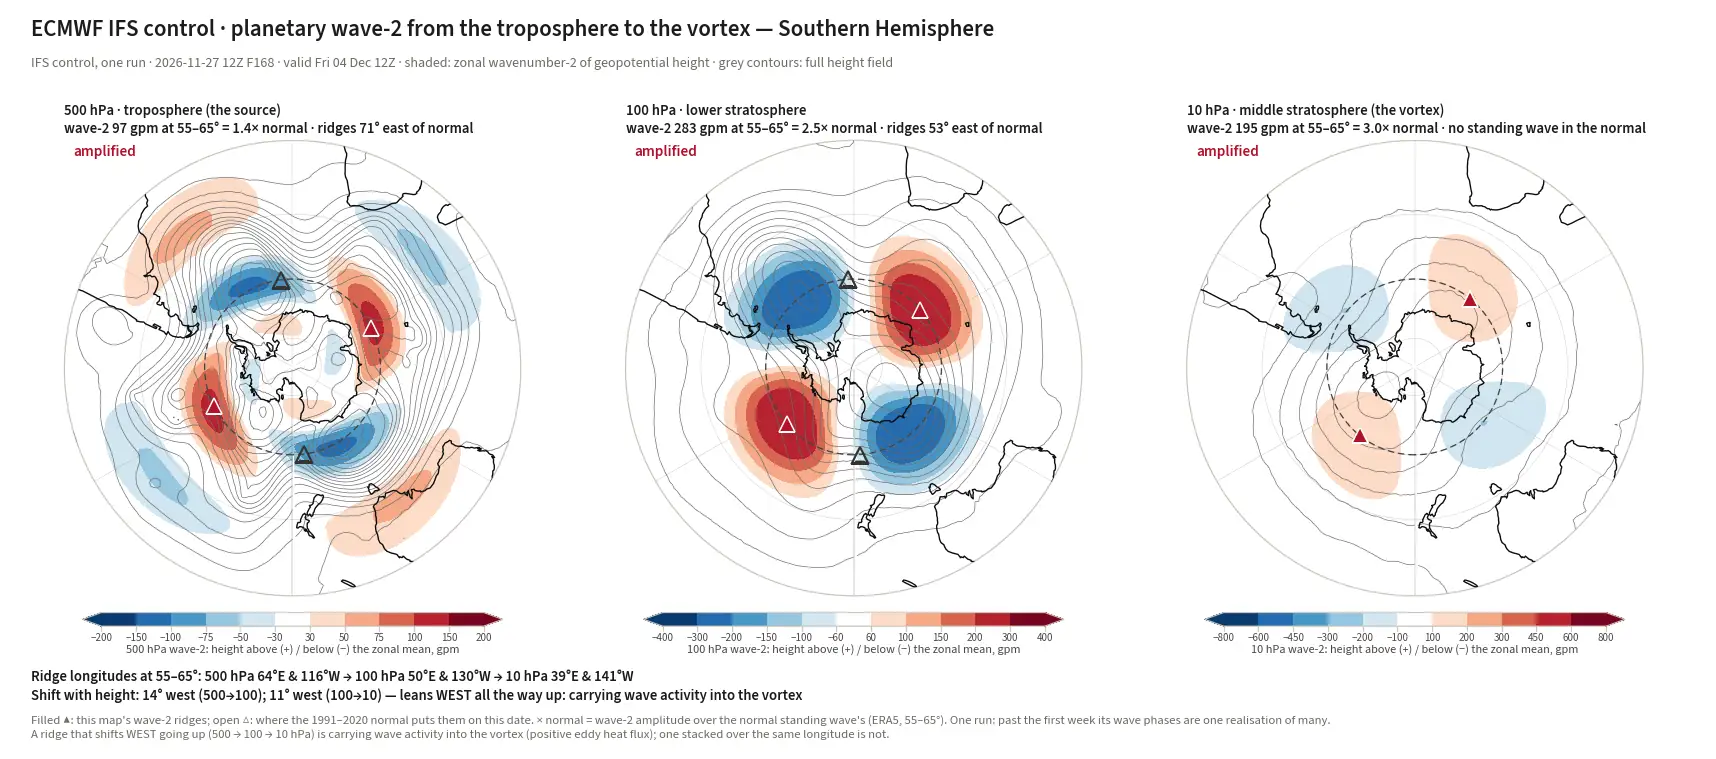 ECMWF IFS control · planetary wave-2 from the troposphere to the vortex — Southern Hemisphere
IFS control, one run · 2026-11-27 12Z F168 · valid Fri 04 Dec 12Z · shaded: zonal wavenumber-2 of geopotential height · grey contours: full height field
500 hPa · troposphere (the source)
wave-2 97 gpm at 55–65° = 1.4× normal · ridges 71° east of normal
amplified
100 hPa · lower stratosphere
wave-2 283 gpm at 55–65° = 2.5× normal · ridges 53° east of normal
amplified
10 hPa · middle stratosphere (the vortex)
wave-2 195 gpm at 55–65° = 3.0× normal · no standing wave in the normal
amplified
−200 −150 −100 −75 −50 −30 30 50 75 100 150 200
500 hPa wave-2: height above (+) / below (−) the zonal mean, gpm
−400 −300 −200 −150 −100 −60 60 100 150 200 300 400
100 hPa wave-2: height above (+) / below (−) the zonal mean, gpm
−800 −600 −450 −300 −200 −100 100 200 300 450 600 800
10 hPa wave-2: height above (+) / below (−) the zonal mean, gpm
Ridge longitudes at 55–65°: 500 hPa 64°E & 116°W → 100 hPa 50°E & 130°W → 10 hPa 39°E & 141°W
Shift with height: 14° west (500→100); 11° west (100→10) — leans WEST all the way up: carrying wave activity into the vortex
Filled ▲: this map's wave-2 ridges; open △: where the 1991–2020 normal puts them on this date. × normal = wave-2 amplitude over the normal standing wave's (ERA5, 55–65°). One run: past the first week its wave phases are one realisation of many.
A ridge that shifts WEST going up (500 → 100 → 10 hPa) is carrying wave activity into the vortex (positive eddy heat flux); one stacked over the same longitude is not.